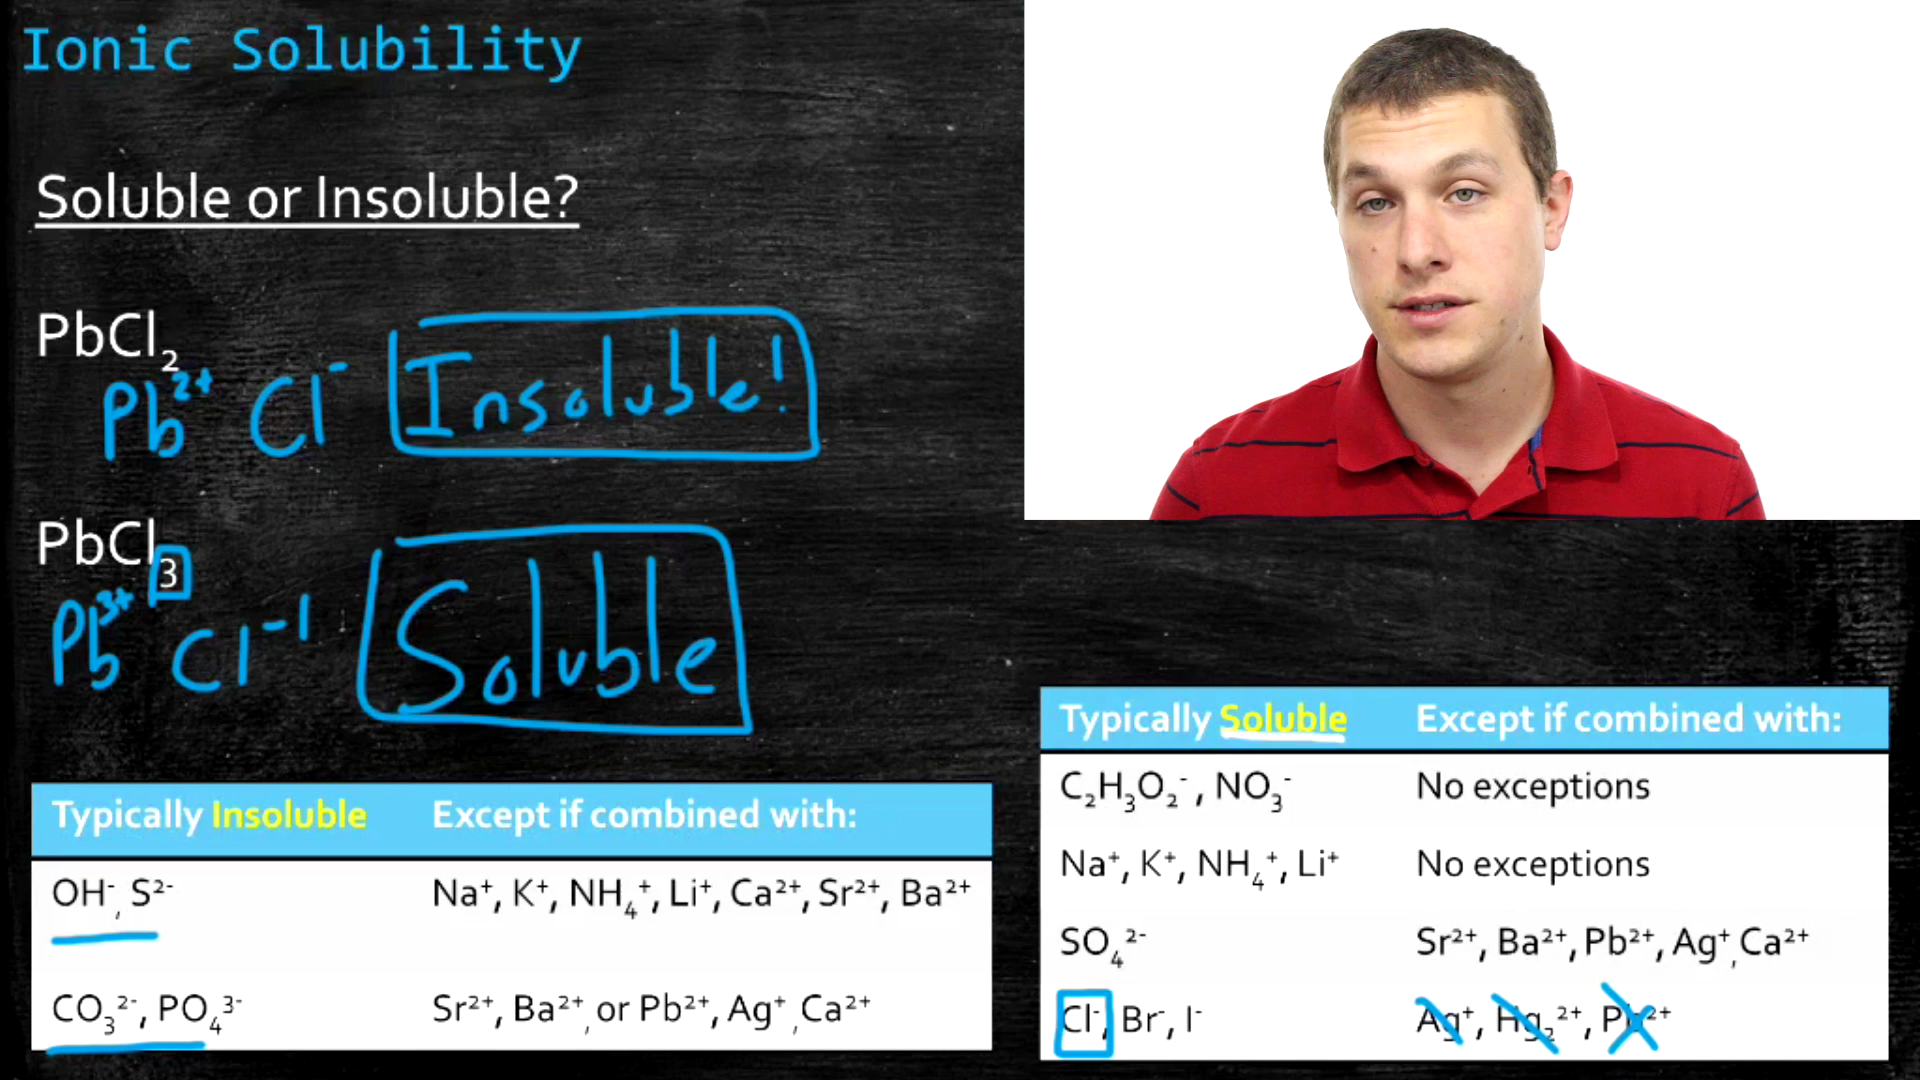 Ionic Solubility
Soluble or Insoluble?
PbCl₂
Pb²⁺ Cl⁻ Insoluble!
PbCl₃
Pb³⁺ Cl⁻¹ Soluble
Typically Insoluble Except if combined with:
OH⁻, S²⁻ Na⁺, K⁺, NH₄⁺, Li⁺, Ca²⁺, Sr²⁺, Ba²⁺
CO₃²⁻, PO₄³⁻ Sr²⁺, Ba²⁺, or Pb²⁺, Ag⁺, Ca²⁺
Typically Soluble Except if combined with:
C₂H₃O₂⁻, NO₃⁻ No exceptions
Na⁺, K⁺, NH₄⁺, Li⁺ No exceptions
SO₄²⁻ Sr²⁺, Ba²⁺, Pb²⁺, Ag⁺, Ca²⁺
Cl⁻, Br⁻, I⁻ Ag⁺, Hg₂²⁺, Pb²⁺